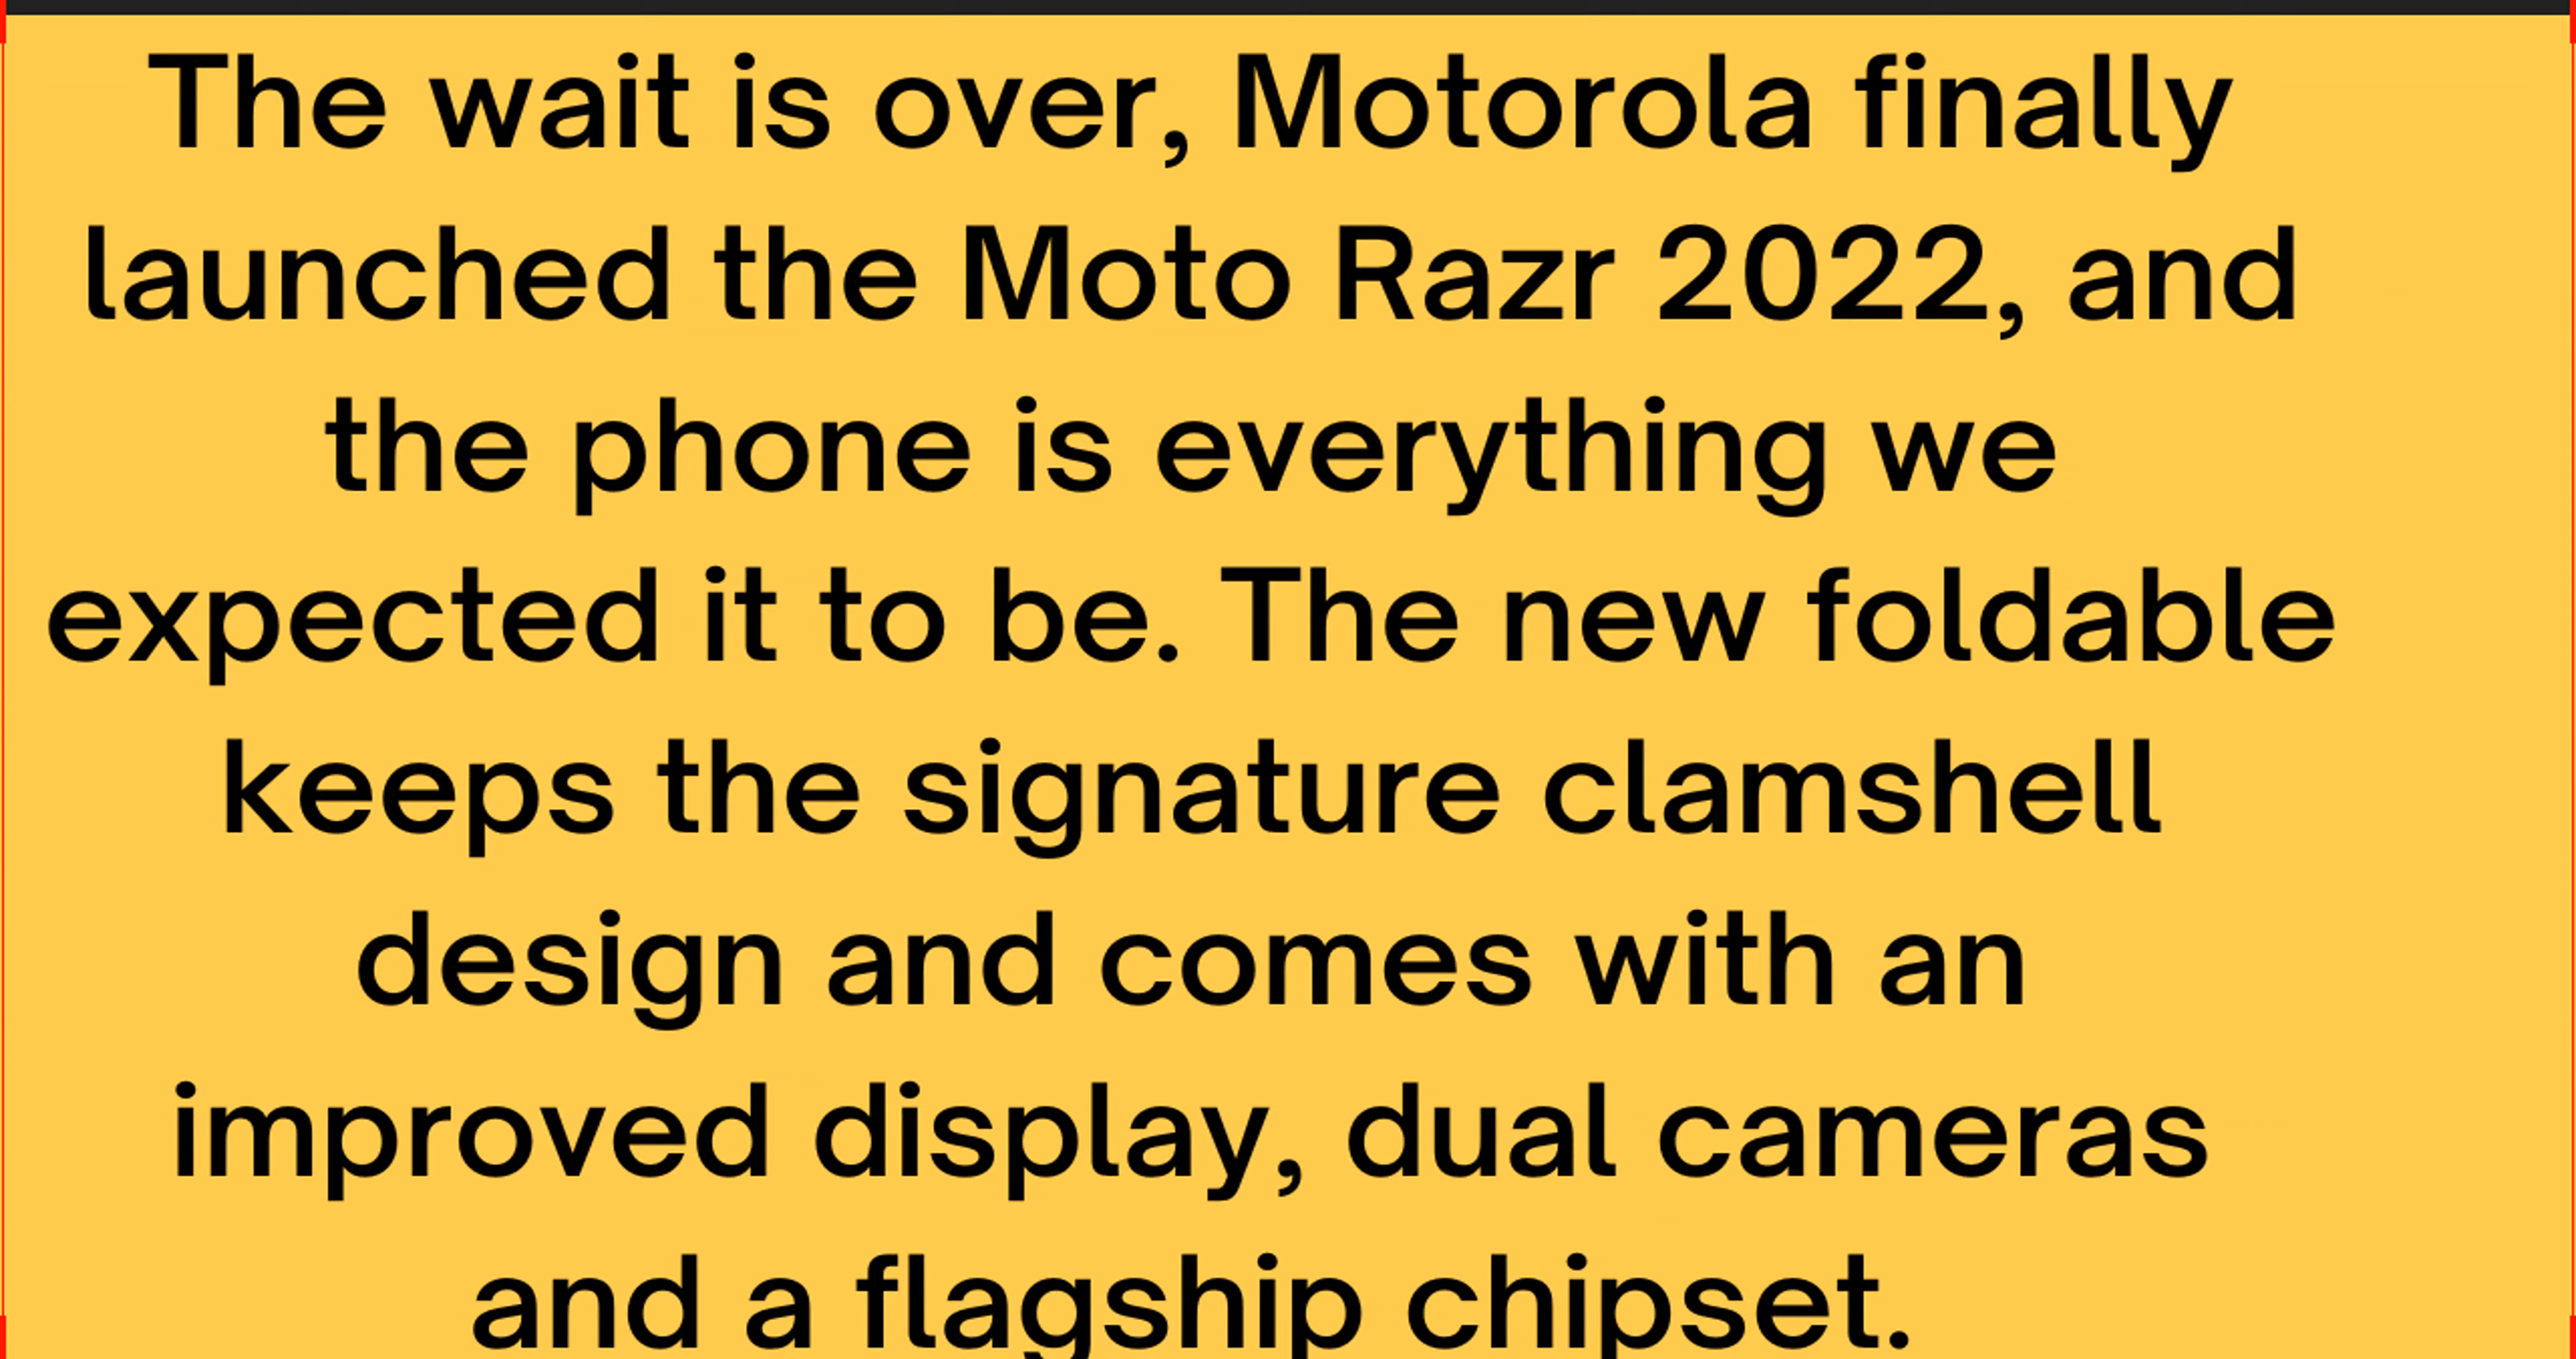 The wait is over, Motorola finally
launched the Moto Razr 2022, and
the phone is everything we
expected it to be. The new foldable
keeps the signature clamshell
design and comes with an
improved display, dual cameras
and a flagship chipset.